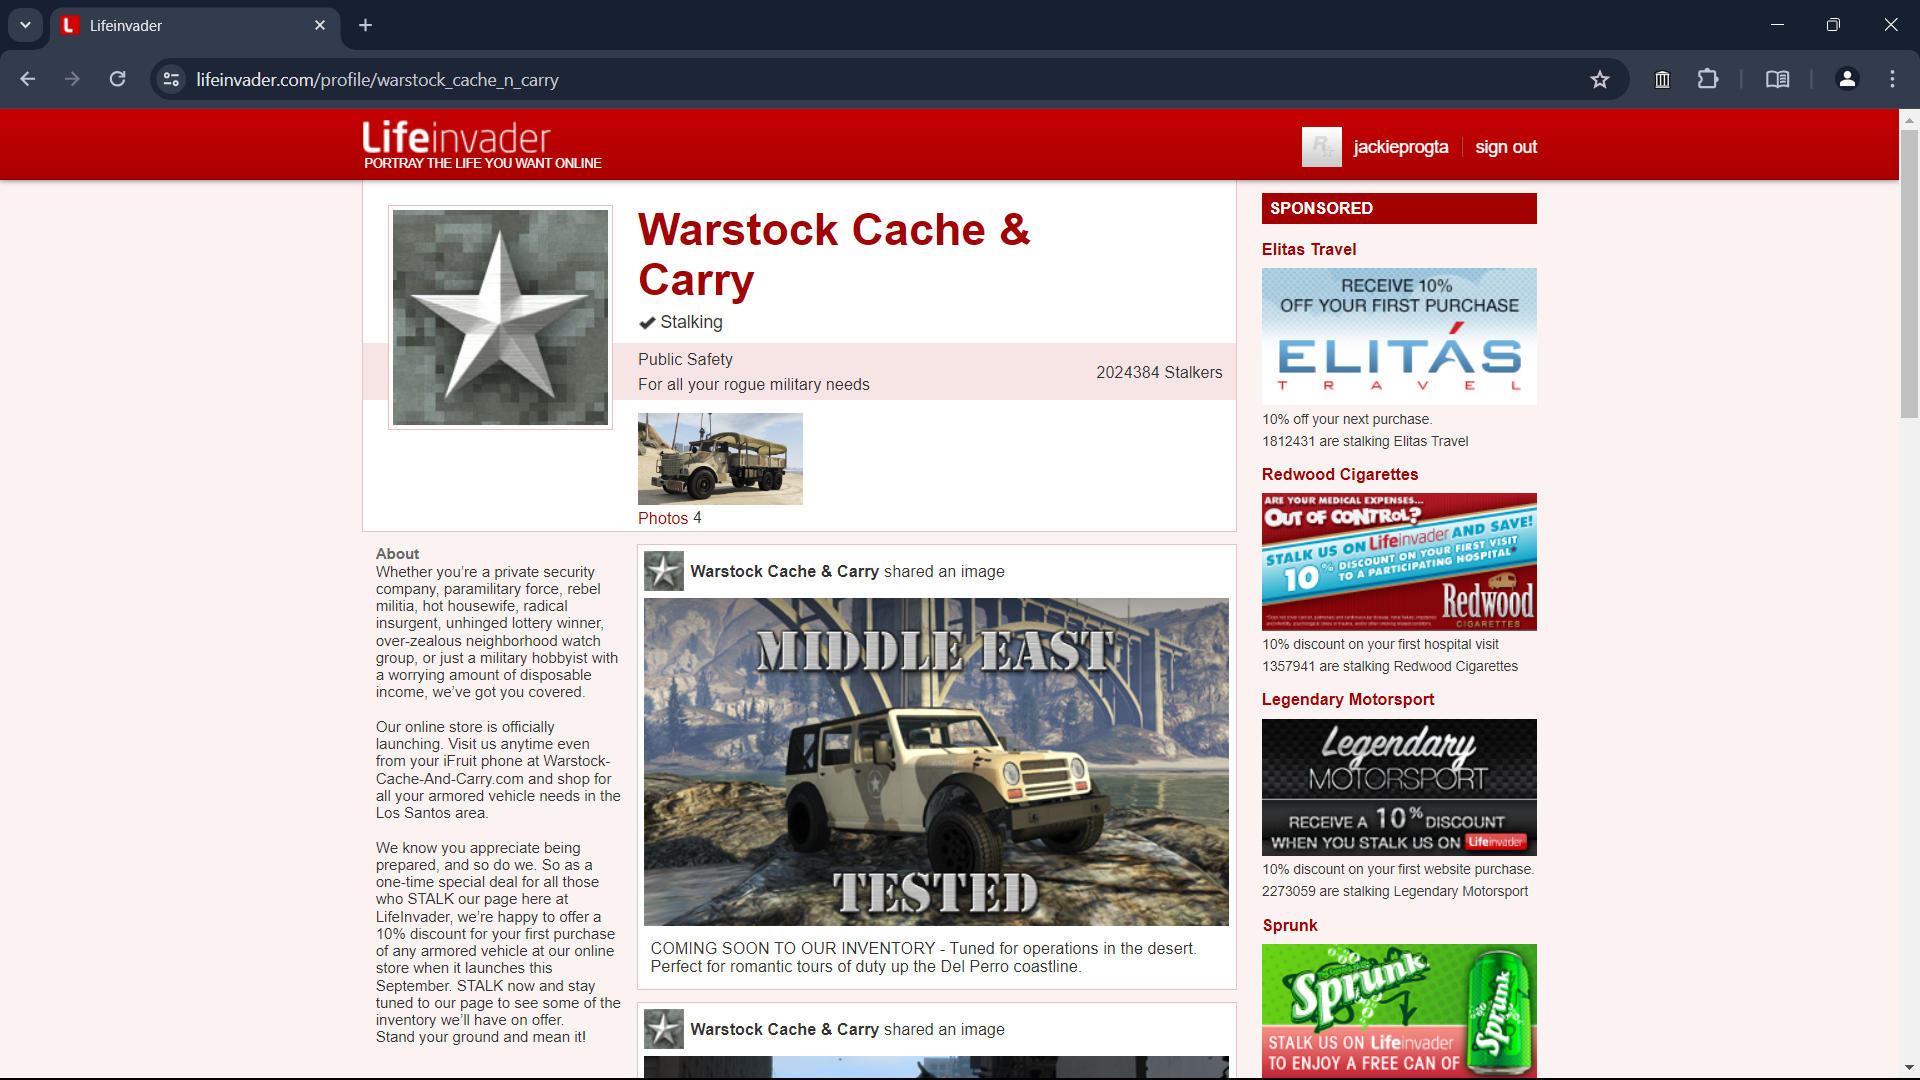 Lifeinvader
lifeinvader.com/profile/warstock_cache_n_carry
Lifeinvader
PORTRAY THE LIFE YOU WANT ONLINE
jackieprogta
sign out
Warstock Cache &
Carry
Stalking
Public Safety
For all your rogue military needs
2024384 Stalkers
Photos 4
About
Whether you're a private security
company, paramilitary force, rebel
militia, hot housewife, radical
insurgent, unhinged lottery winner,
over-zealous neighborhood watch
group, or just a military hobbyist with
a worrying amount of disposable
income, we've got you covered.
Our online store is officially
launching. Visit us anytime even
from your iFruit phone at Warstock-
Cache-And-Carry.com and shop for
all your armored vehicle needs in the
Los Santos area.
We know you appreciate being
prepared, and so do we. So as a
one-time special deal for all those
who STALK our page here at
LifeInvader, we're happy to offer a
10% discount for your first purchase
of any armored vehicle at our online
store when it launches this
September. STALK now and stay
tuned to our page to see some of the
inventory we'll have on offer.
Stand your ground and mean it!
Warstock Cache & Carry shared an image
MIDDLE EAST
TESTED
COMING SOON TO OUR INVENTORY - Tuned for operations in the desert.
Perfect for romantic tours of duty up the Del Perro coastline.
Warstock Cache & Carry shared an image
SPONSORED
Elitas Travel
RECEIVE 10%
OFF YOUR FIRST PURCHASE
ELITÁS
TRAVEL
10% off your next purchase.
1812431 are stalking Elitas Travel
Redwood Cigarettes
ARE YOUR MEDICAL EXPENSES...
OUT OF CONTROL?
STALK US ON Lifeinvader AND SAVE!
10% DISCOUNT ON YOUR FIRST VISIT
TO A PARTICIPATING HOSPITAL*
Redwood
CIGARETTES
10% discount on your first hospital visit
1357941 are stalking Redwood Cigarettes
Legendary Motorsport
Legendary
MOTORSPORT
RECEIVE A 10% DISCOUNT
WHEN YOU STALK US ON Lifeinvader
10% discount on your first website purchase.
2273059 are stalking Legendary Motorsport
Sprunk
Sprunk
Sprunk
STALK US ON Lifeinvader
TO ENJOY A FREE CAN OF